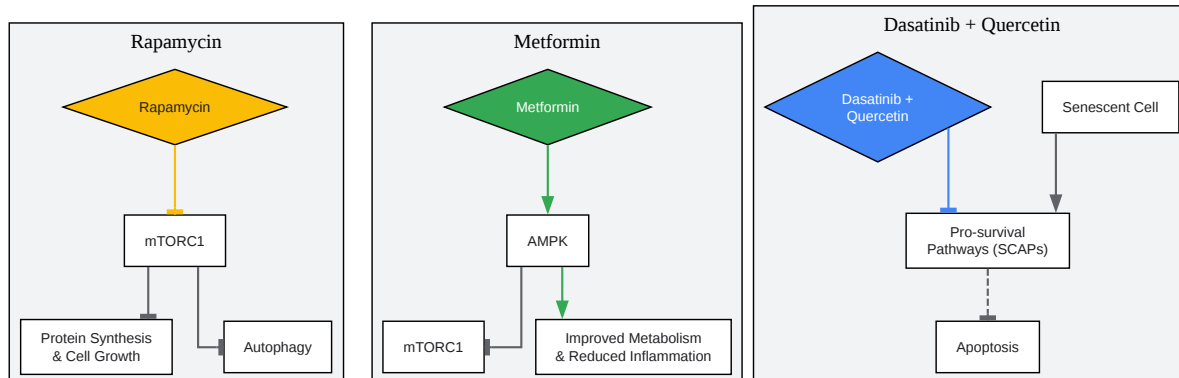 Rapamycin
Rapamycin
mTORC1
Protein Synthesis
& Cell Growth
Autophagy
Metformin
Metformin
AMPK
mTORC1
Improved Metabolism
& Reduced Inflammation
Dasatinib + Quercetin
Dasatinib +
Quercetin
Senescent Cell
Pro-survival
Pathways (SCAPs)
Apoptosis